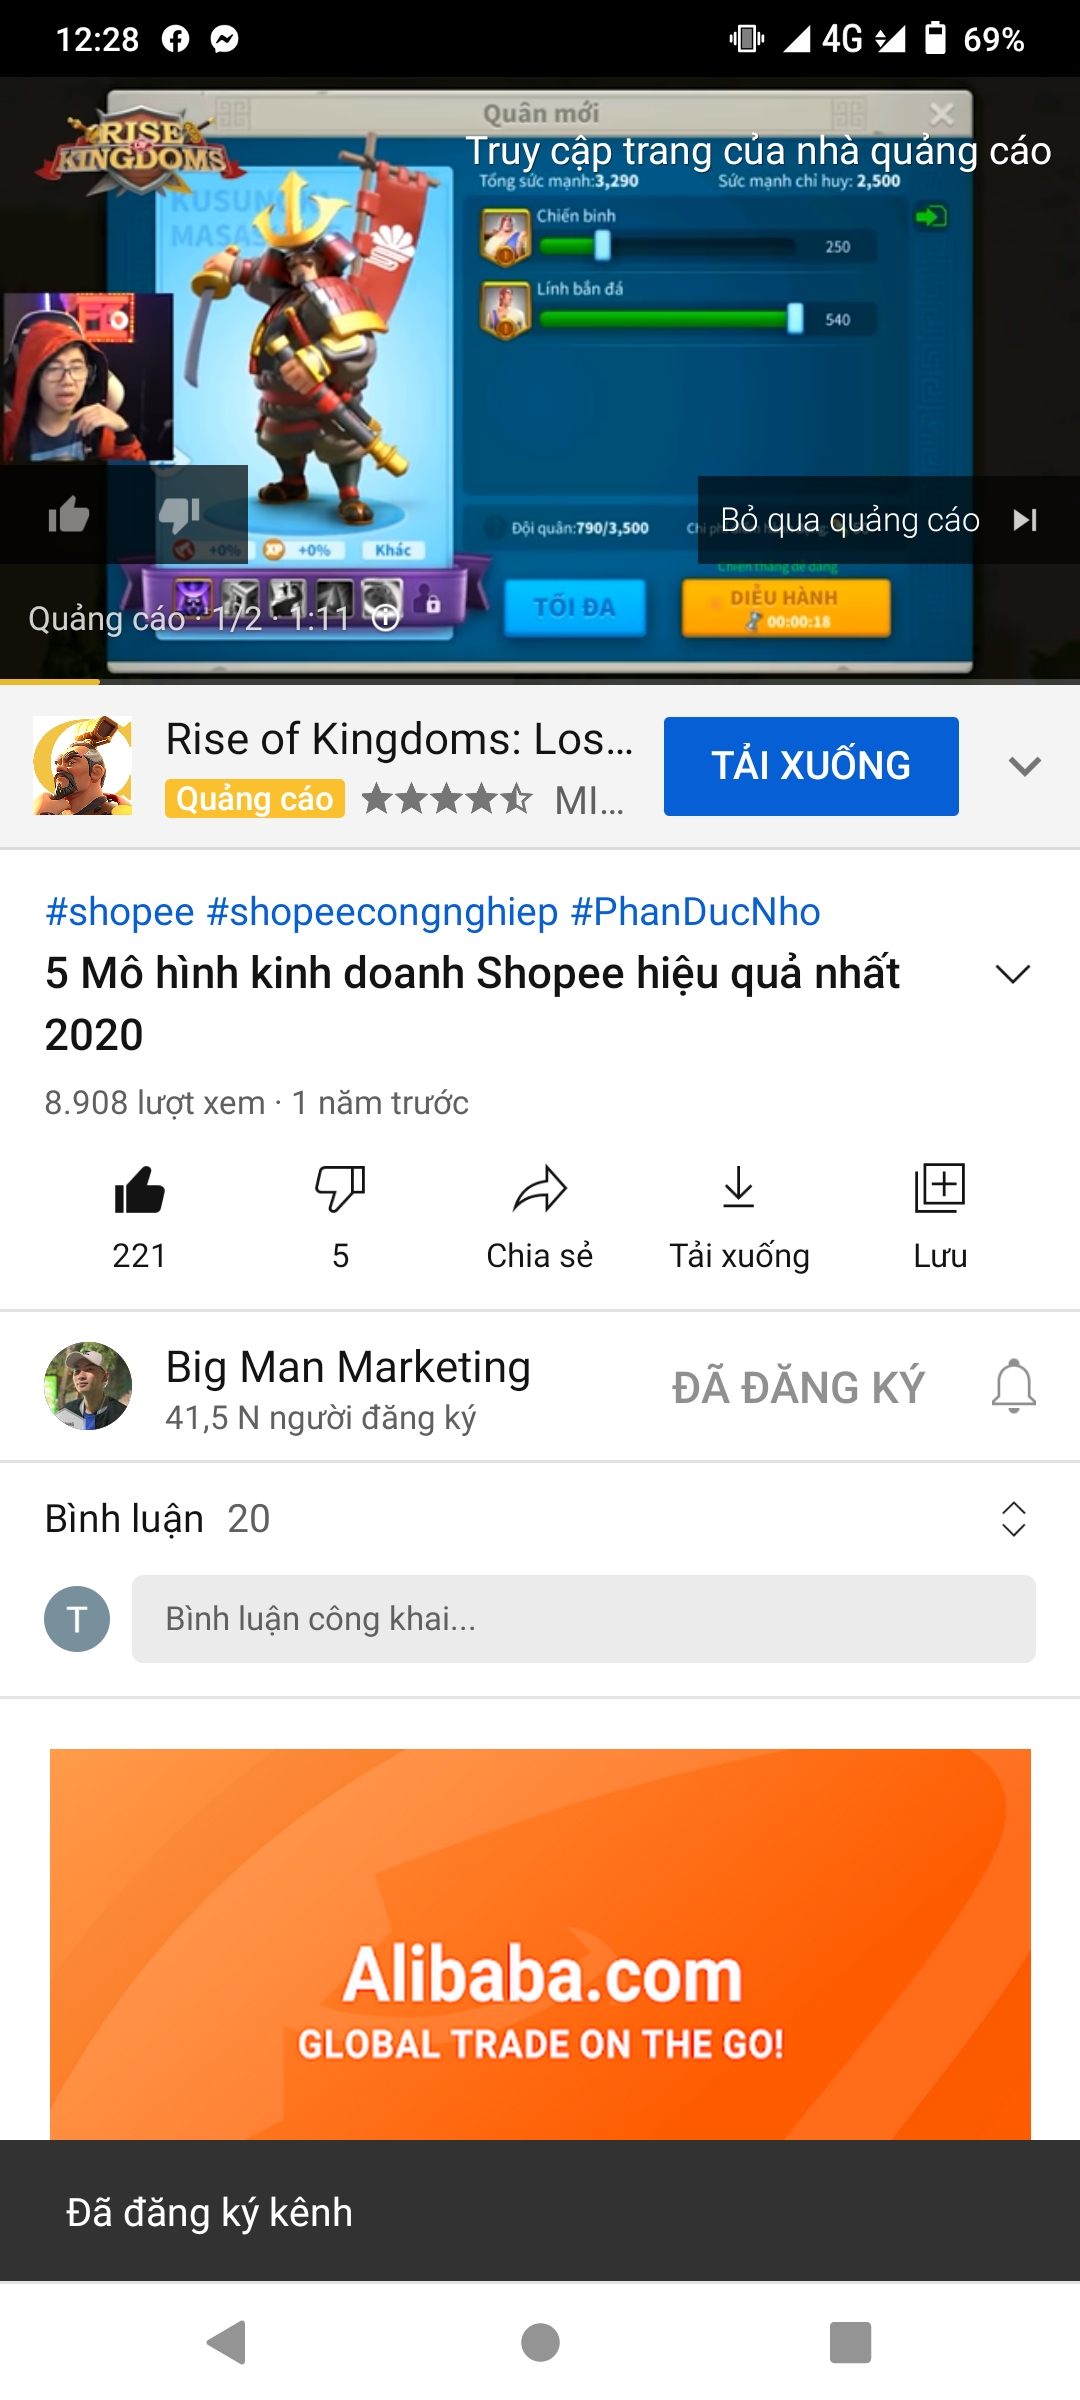 12:28
4G
69%
Quân mới
RISE OF KINGDOMS
Truy cập trang của nhà quảng cáo
Tổng sức mạnh:3,290
Sức mạnh chỉ huy: 2,500
Chiến binh
250
Lính bắn đá
540
Đội quân:790/3,500
Bỏ qua quảng cáo
+0%
+0%
Khác
Chiến thắng dễ dàng
TỐI ĐA
DIỄU HÀNH
00:00:18
Quảng cáo · 1/2 · 1:11
Rise of Kingdoms: Los...
TẢI XUỐNG
Quảng cáo
MI...
#shopee #shopeecongnghiep #PhanDucNho
5 Mô hình kinh doanh Shopee hiệu quả nhất
2020
8.908 lượt xem · 1 năm trước
221
5
Chia sẻ
Tải xuống
Lưu
Big Man Marketing
41,5 N người đăng ký
ĐÃ ĐĂNG KÝ
Bình luận 20
T
Bình luận công khai...
Alibaba.com
GLOBAL TRADE ON THE GO!
Đã đăng ký kênh